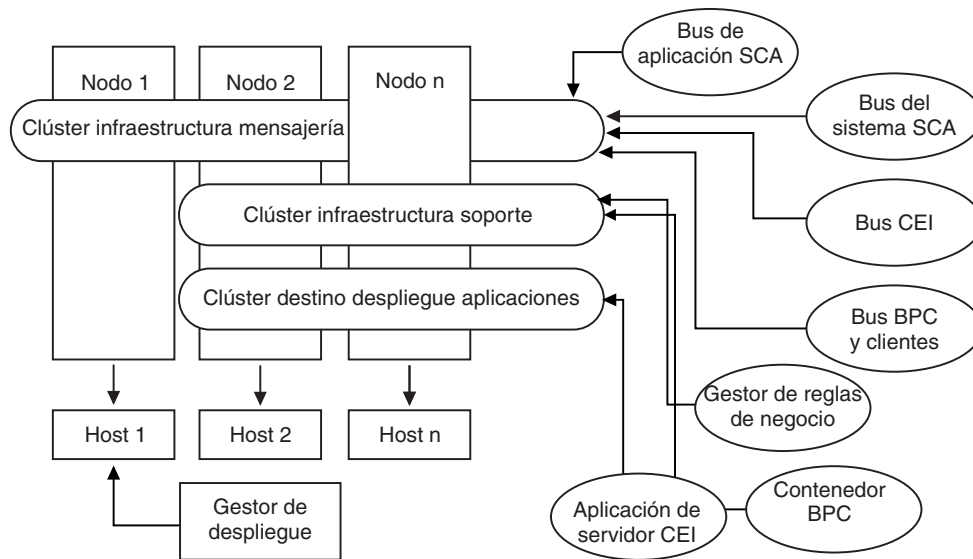 Bus de
aplicación SCA
Nodo 1
Nodo 2
Nodo n
Bus del
sistema SCA
Clúster infraestructura mensajería
Clúster infraestructura soporte
Bus CEI
Clúster destino despliegue aplicaciones
Bus BPC
y clientes
Gestor de reglas
de negocio
Host 1
Host 2
Host n
Gestor de
despliegue
Aplicación de
servidor CEI
Contenedor
BPC